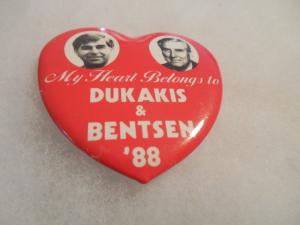 My Heart Belongs to
DUKAKIS
&
BENTSEN
'88